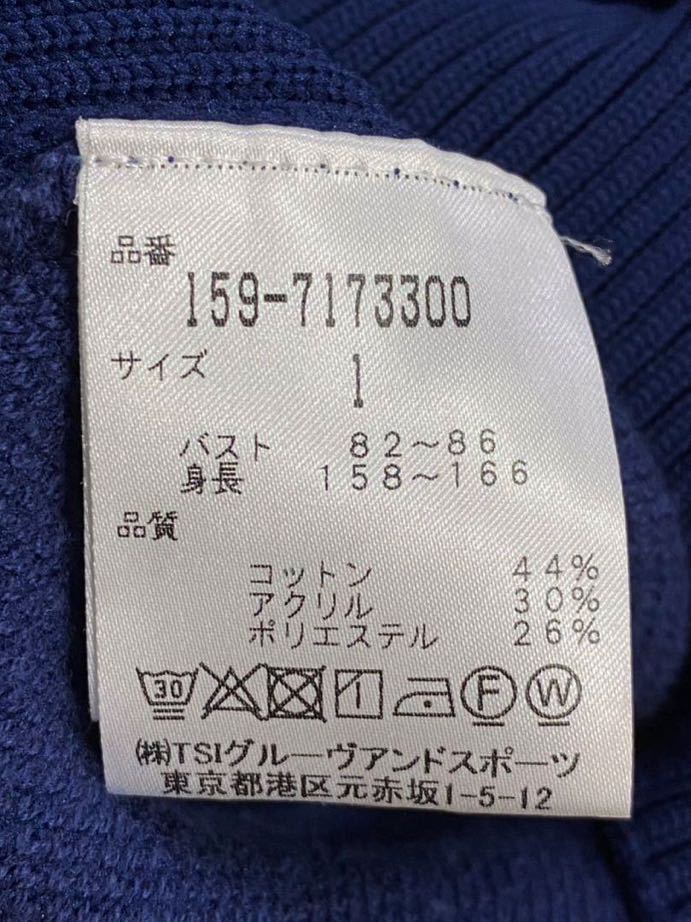 品番
159-7173300
サイズ 1
バスト 82～86
身長 158～166
品質
コットン 44%
アクリル 30%
ポリエステル 26%
30 F W
㈱TSIグルーヴアンドスポーツ
東京都港区元赤坂1-5-12